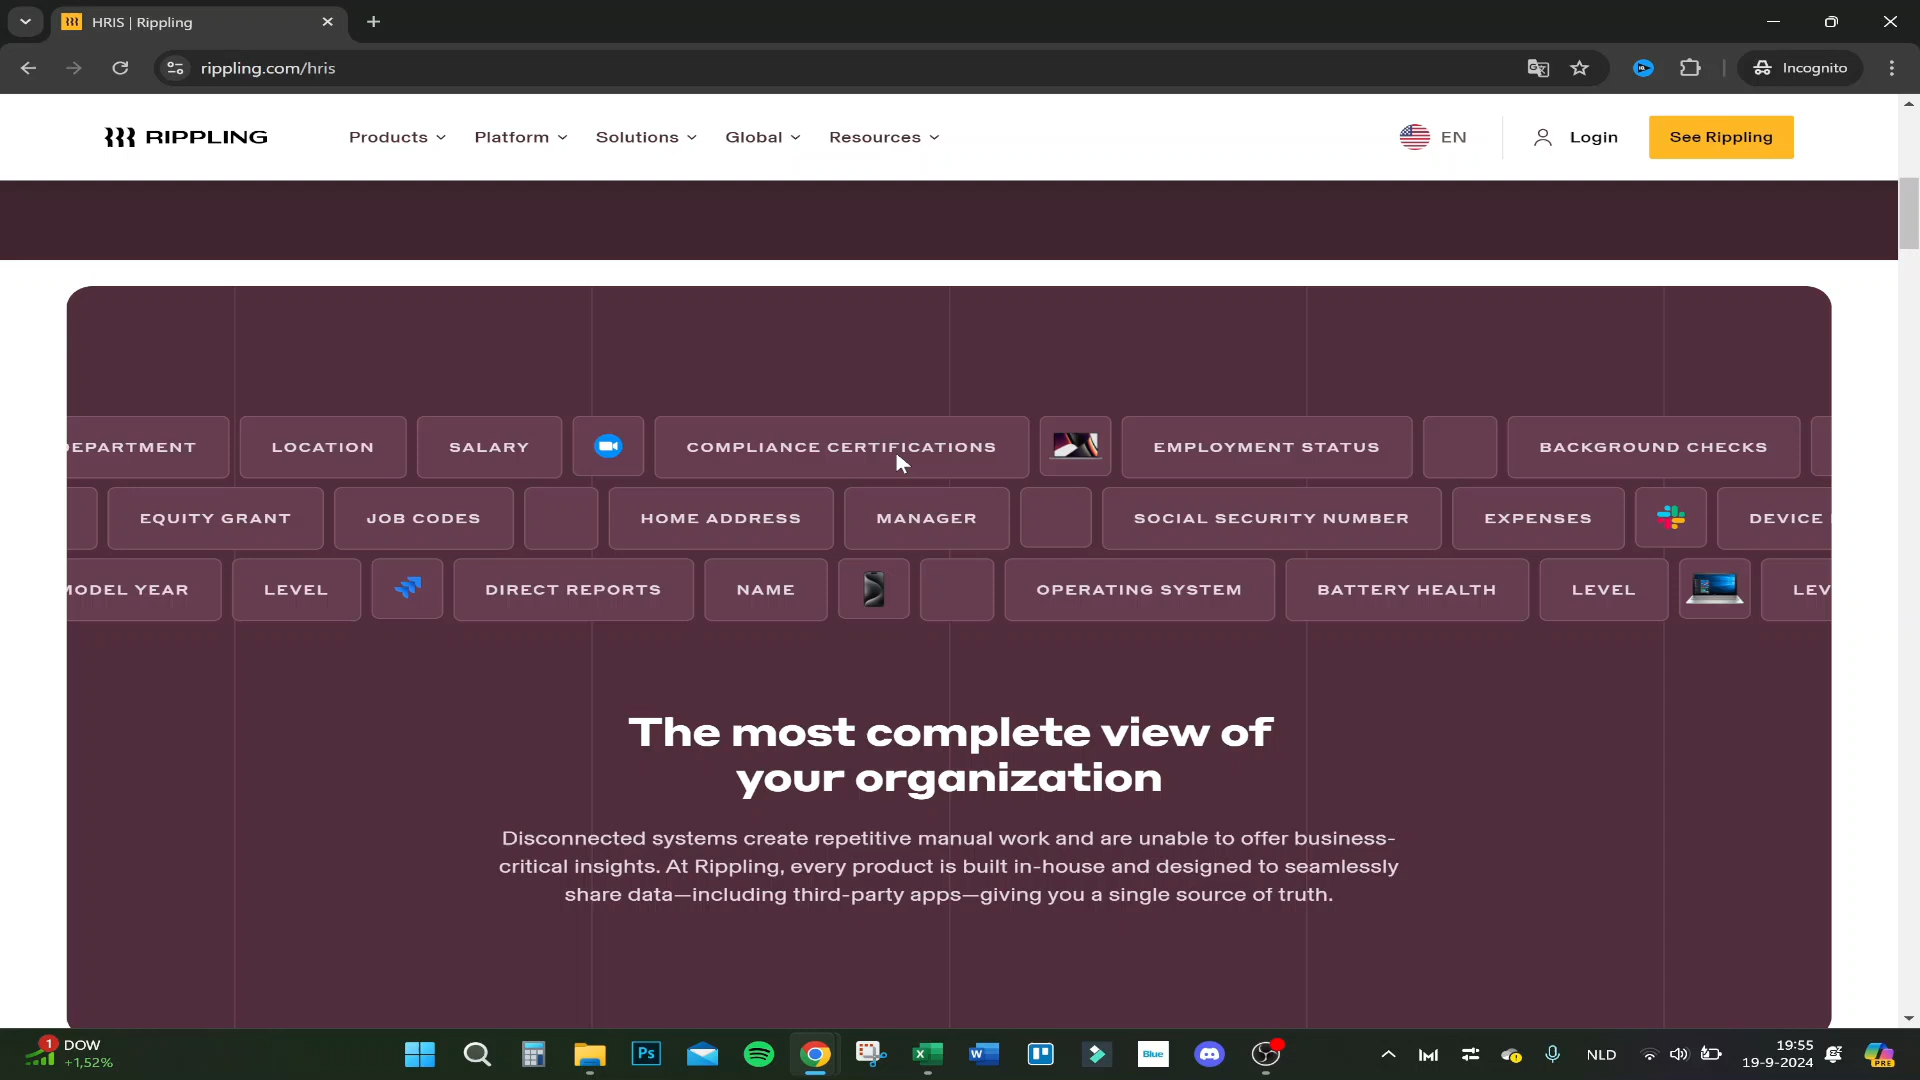 HRIS | Rippling
rippling.com/hris
Incognito
RIPPLING
Products
Platform
Solutions
Global
Resources
EN
Login
See Rippling
LOCATION
SALARY
COMPLIANCE CERTIFICATIONS
EMPLOYMENT STATUS
BACKGROUND CHECKS
EQUITY GRANT
JOB CODES
HOME ADDRESS
MANAGER
SOCIAL SECURITY NUMBER
EXPENSES
DEVICE
YEAR
LEVEL
DIRECT REPORTS
NAME
OPERATING SYSTEM
BATTERY HEALTH
LEVEL
The most complete view of
your organization
Disconnected systems create repetitive manual work and are unable to offer business-
critical insights. At Rippling, every product is built in-house and designed to seamlessly
share data—including third-party apps—giving you a single source of truth.
1
DOW
+1,52%
Ps
Blue
NLD
19:55
19-9-2024
PRE